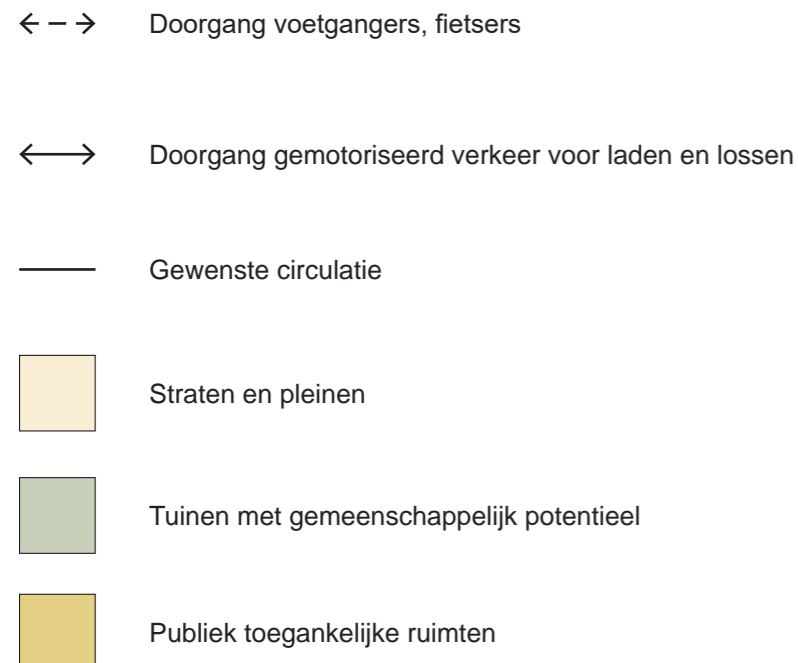 Doorgang voetgangers, fietsers
Doorgang gemotoriseerd verkeer voor laden en lossen
Gewenste circulatie
Straten en pleinen
Tuinen met gemeenschappelijk potentieel
Publiek toegankelijke ruimten